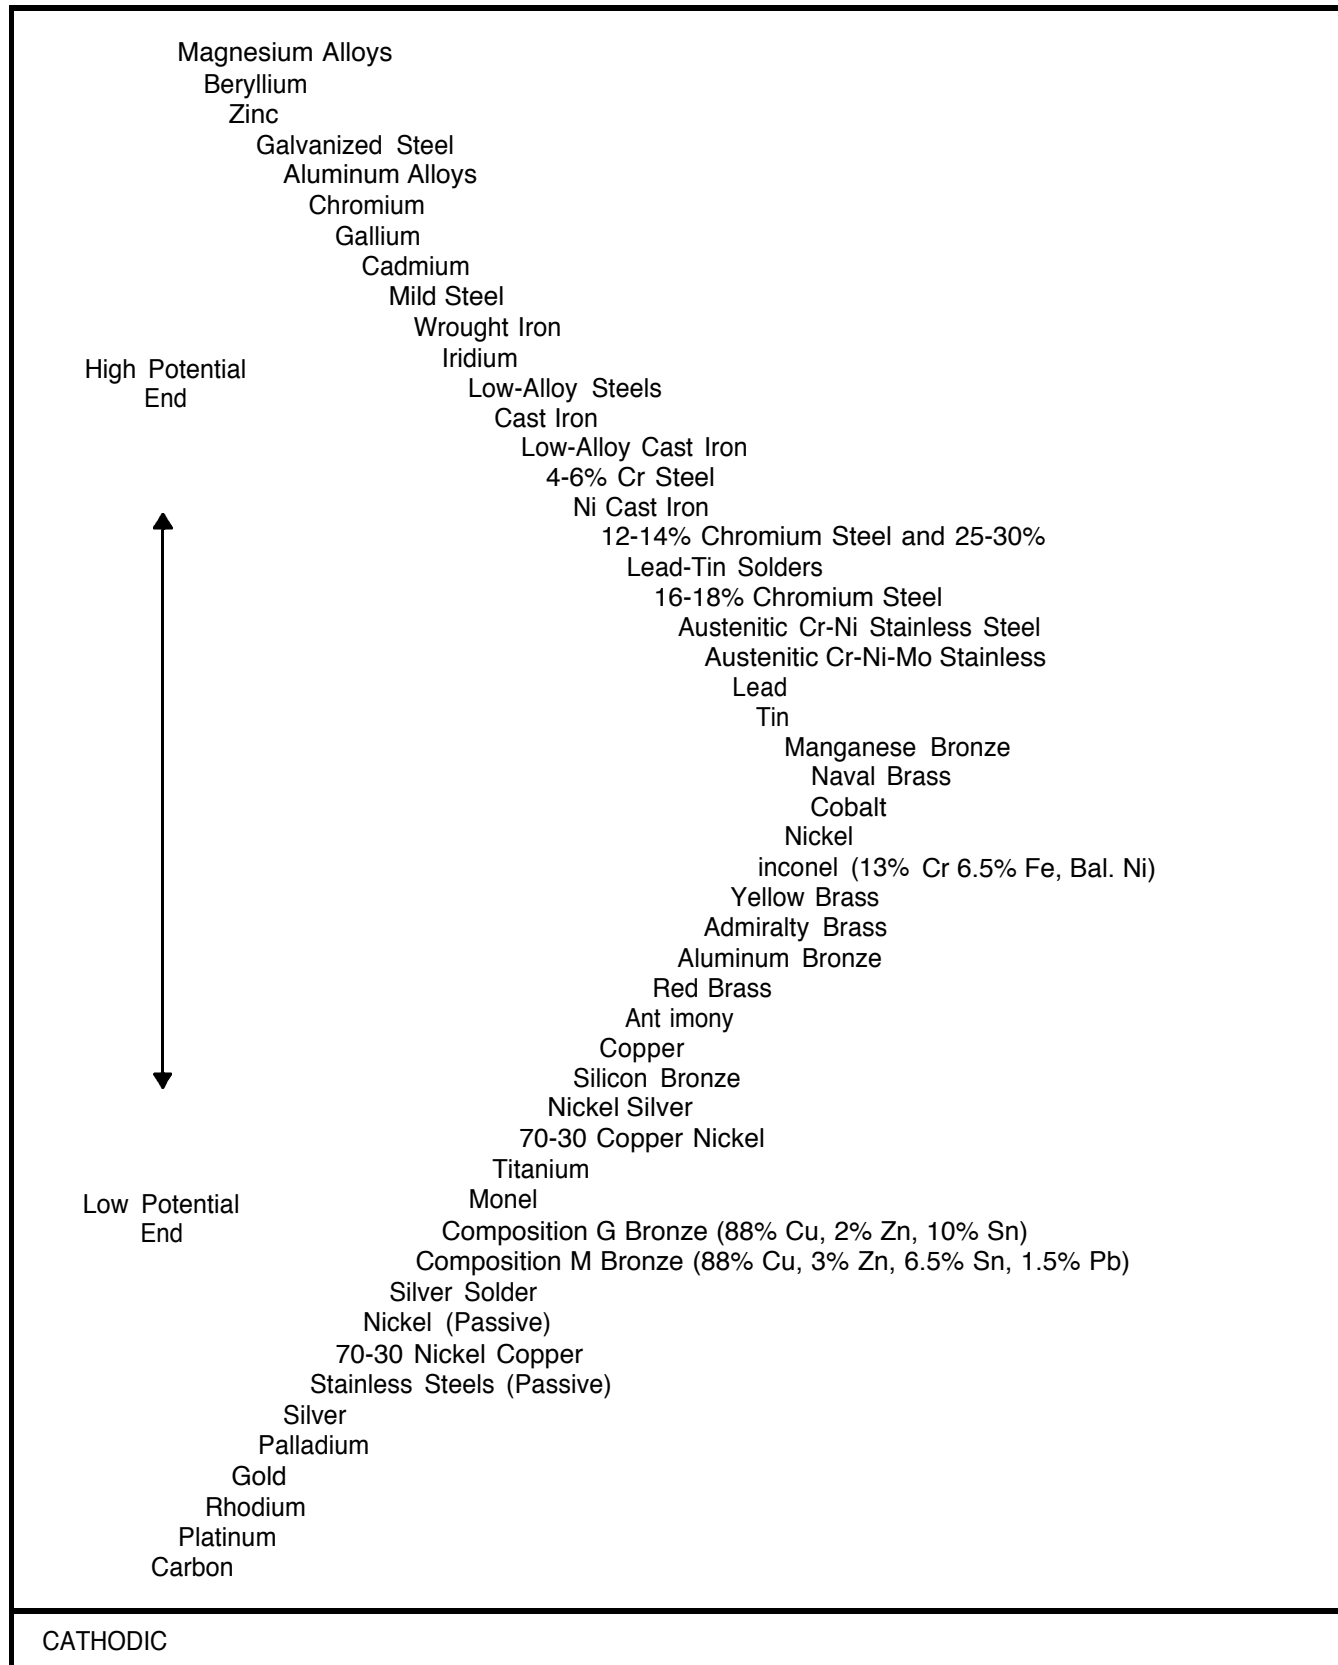 Magnesium Alloys
Beryllium
Zinc
Galvanized Steel
Aluminum Alloys
Chromium
Gallium
Cadmium
Mild Steel
Wrought Iron
Iridium
High Potential
End
Low-Alloy Steels
Cast Iron
Low-Alloy Cast Iron
4-6% Cr Steel
Ni Cast Iron
12-14% Chromium Steel and 25-30%
Lead-Tin Solders
16-18% Chromium Steel
Austenitic Cr-Ni Stainless Steel
Austenitic Cr-Ni-Mo Stainless
Lead
Tin
Manganese Bronze
Naval Brass
Cobalt
Nickel
inconel (13% Cr 6.5% Fe, Bal. Ni)
Yellow Brass
Admiralty Brass
Aluminum Bronze
Red Brass
Ant imony
Copper
Silicon Bronze
Nickel Silver
70-30 Copper Nickel
Titanium
Monel
Low Potential
End
Composition G Bronze (88% Cu, 2% Zn, 10% Sn)
Composition M Bronze (88% Cu, 3% Zn, 6.5% Sn, 1.5% Pb)
Silver Solder
Nickel (Passive)
70-30 Nickel Copper
Stainless Steels (Passive)
Silver
Palladium
Gold
Rhodium
Platinum
Carbon
CATHODIC